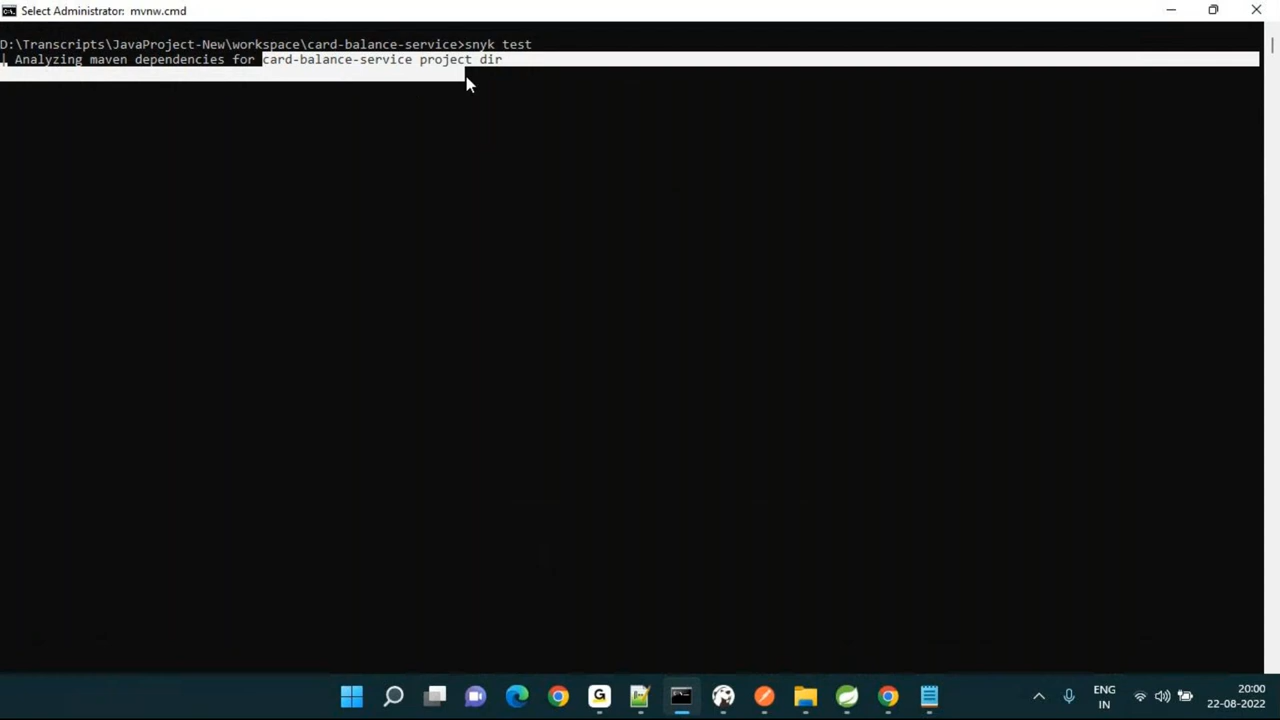 Select Administrator: mvnw.cmd
D:\Transcripts\JavaProject-New\workspace\card-balance-service>snyk test
| Analyzing maven dependencies for card-balance-service project dir
ENG
IN
20:00
22-08-2022